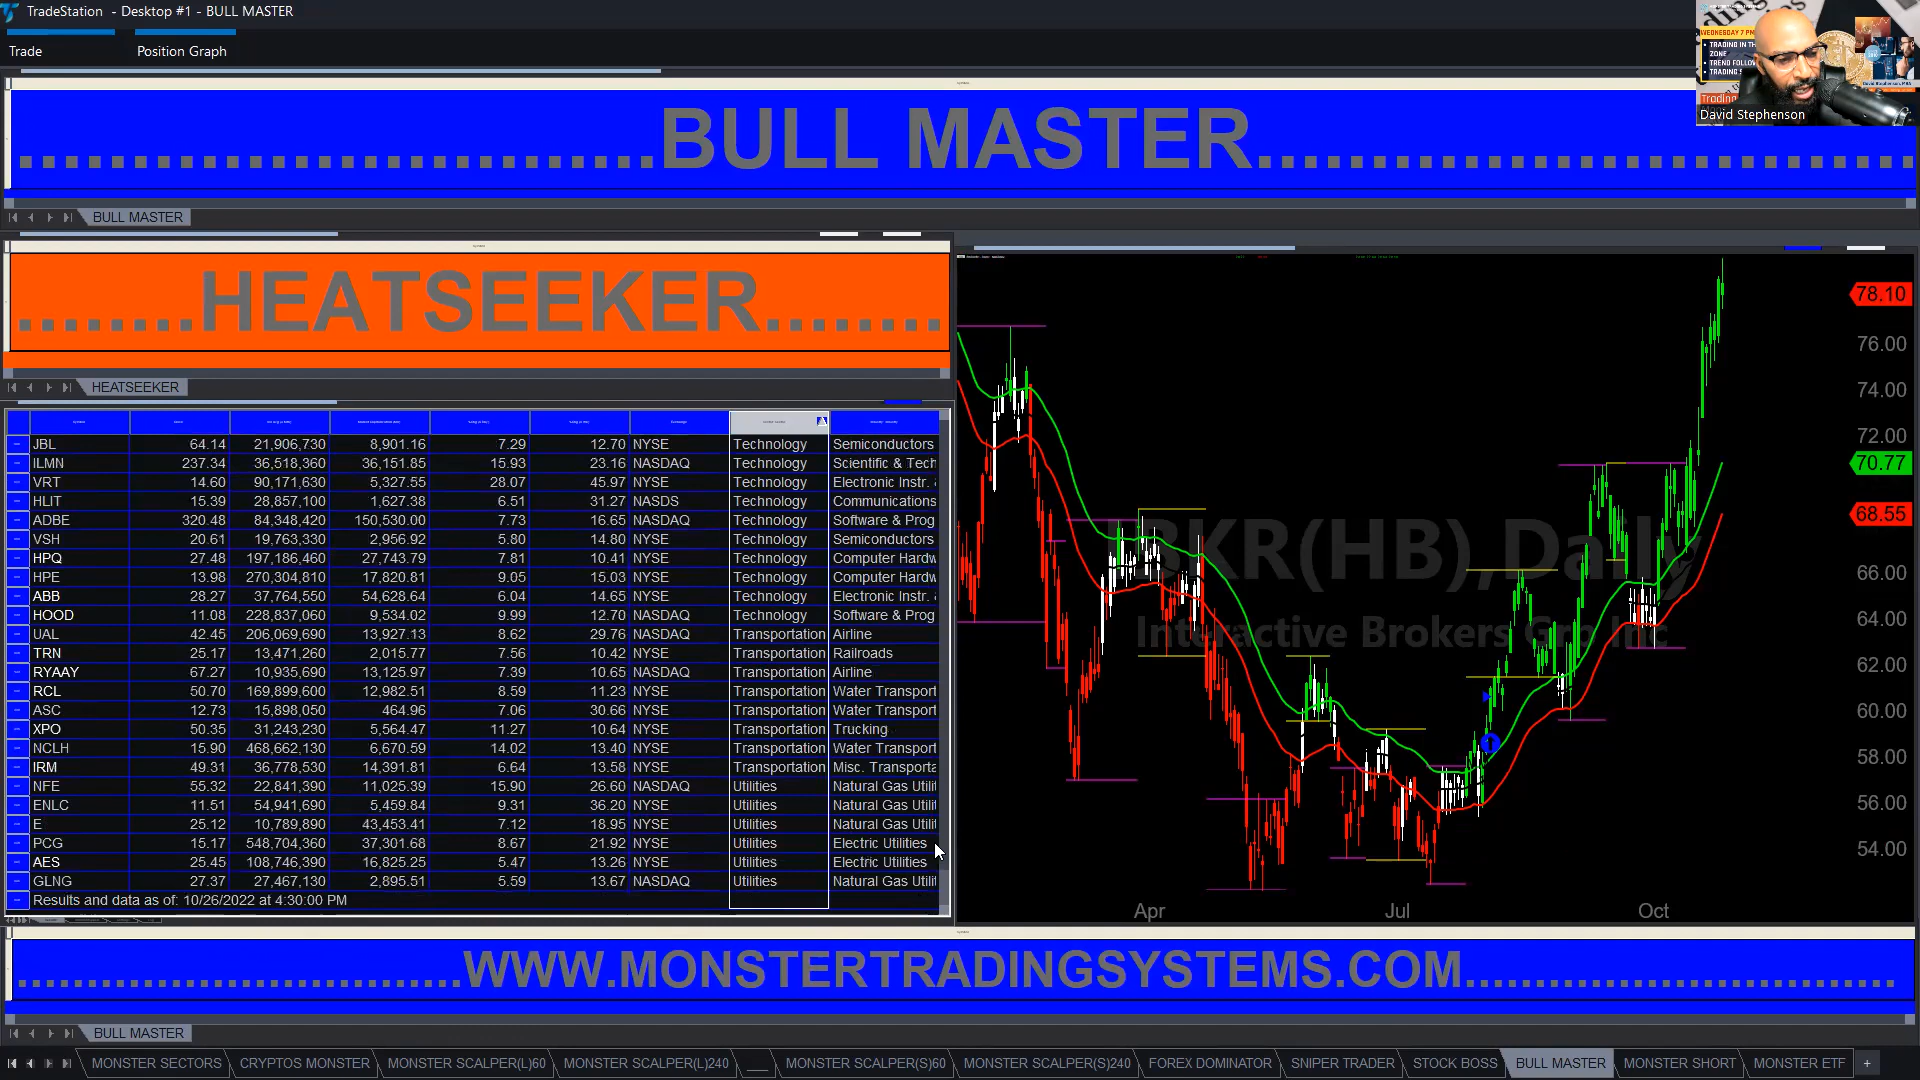 TradeStation - Desktop #1 - BULL MASTER
Trade
Position Graph
WEDNESDAY 7 PM
TRADING IN TH
ZONE
TREND FOLLOW
TRADING S
Trading
David Stephenson
BULL MASTER
BULL MASTER
HEATSEEKER
HEATSEEKER
JBL 64.14 21,906,730 8,901.16 7.29 12.70 NYSE Technology Semiconductors
ILMN 237.34 36,518,360 36,151.85 15.93 23.16 NASDAQ Technology Scientific & Tech
VRT 14.60 90,171,630 5,327.55 28.07 45.97 NYSE Technology Electronic Instr.
HLIT 15.39 28,857,100 1,627.38 6.51 31.27 NASDS Technology Communications
ADBE 320.48 84,348,420 150,530.00 7.73 16.65 NASDAQ Technology Software & Prog
VSH 20.61 19,763,330 2,956.92 5.80 14.80 NYSE Technology Semiconductors
HPQ 27.48 197,186,460 27,743.79 7.81 10.41 NYSE Technology Computer Hardw
HPE 13.98 270,304,810 17,820.81 9.05 15.03 NYSE Technology Computer Hardw
ABB 28.27 37,764,550 54,628.64 6.04 14.65 NYSE Technology Electronic Instr.
HOOD 11.08 228,837,060 9,534.02 9.99 12.70 NASDAQ Technology Software & Prog
UAL 42.45 206,069,690 13,927.13 8.62 29.76 NASDAQ Transportation Airline
TRN 25.17 13,471,260 2,015.77 7.56 10.42 NYSE Transportation Railroads
RYAAY 67.27 10,935,690 13,125.97 7.39 10.65 NASDAQ Transportation Airline
RCL 50.70 169,899,600 12,982.51 8.59 11.23 NYSE Transportation Water Transport
ASC 12.73 15,898,050 464.96 7.06 30.66 NYSE Transportation Water Transport
XPO 50.35 31,243,230 5,564.47 11.27 10.64 NYSE Transportation Trucking
NCLH 15.90 468,662,130 6,670.59 14.02 13.40 NYSE Transportation Water Transport
IRM 49.31 36,778,530 14,391.81 6.64 13.58 NYSE Transportation Misc. Transporta
NFE 55.32 22,841,390 11,025.39 15.90 26.60 NASDAQ Utilities Natural Gas Utilit
ENLC 11.51 54,941,690 5,459.84 9.31 36.20 NYSE Utilities Natural Gas Utilit
E 25.12 10,789,890 43,453.41 7.12 18.95 NYSE Utilities Natural Gas Utilit
PCG 15.17 548,704,360 37,301.68 8.67 21.92 NYSE Utilities Electric Utilities
AES 25.45 108,746,390 16,825.25 5.47 13.26 NYSE Utilities Electric Utilities
GLNG 27.37 27,467,130 2,895.51 5.59 13.67 NASDAQ Utilities Natural Gas Utilit
Results and data as of: 10/26/2022 at 4:30:00 PM
78.10
76.00
74.00
72.00
70.77
68.55
66.00
64.00
62.00
60.00
58.00
56.00
54.00
BKR(HB),Daily
Interactive Brokers Grp Inc
Apr Jul Oct
WWW.MONSTERTRADINGSYSTEMS.COM
BULL MASTER
MONSTER SECTORS CRYPTOS MONSTER MONSTER SCALPER(L)60 MONSTER SCALPER(L)240 ___ MONSTER SCALPER(S)60 MONSTER SCALPER(S)240 FOREX DOMINATOR SNIPER TRADER STOCK BOSS BULL MASTER MONSTER SHORT MONSTER ETF +